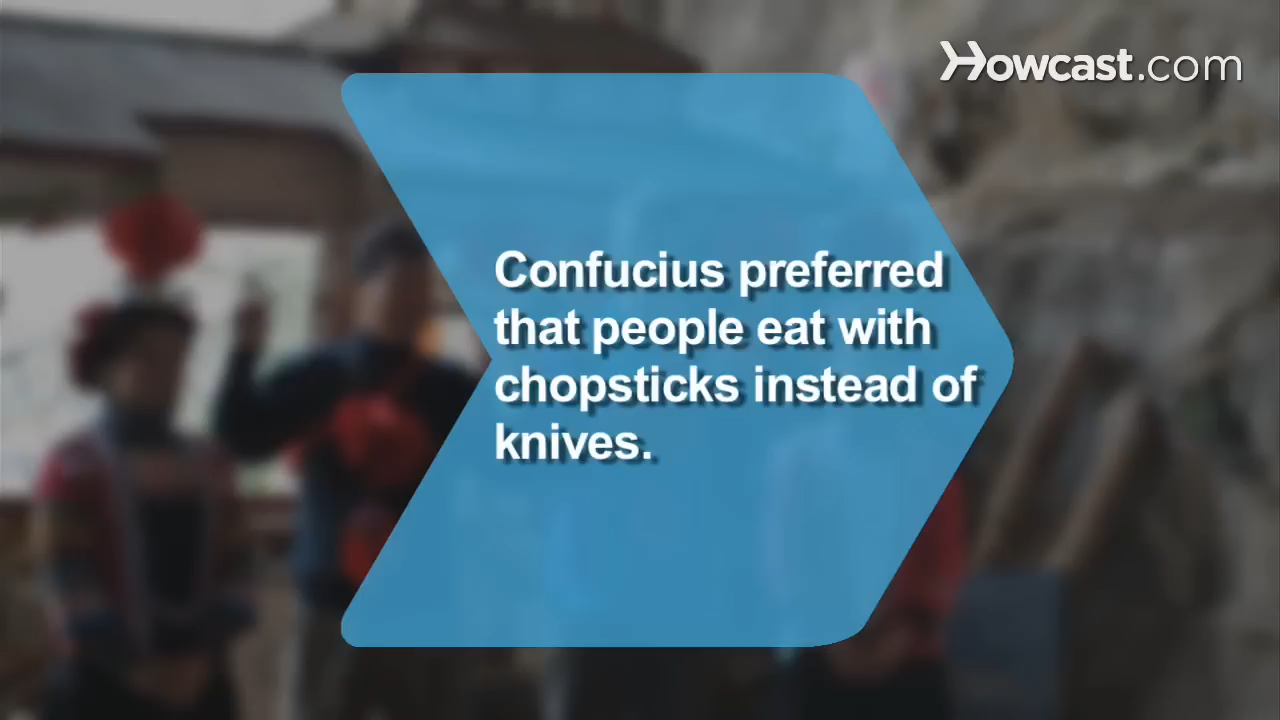 Howcast.com
Confucius preferred
that people eat with
chopsticks instead of
knives.